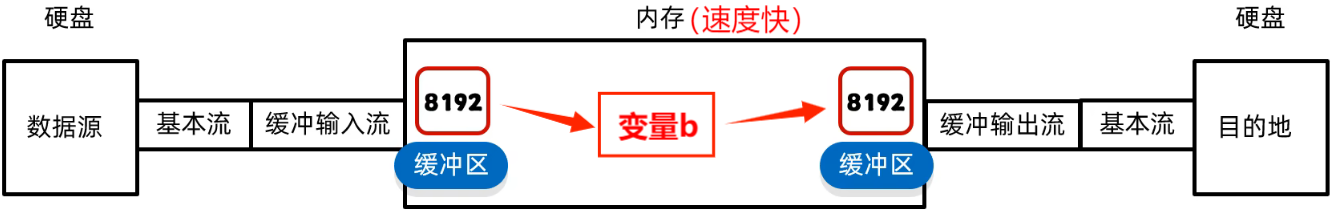 硬盘
内存(速度快)
硬盘
数据源
基本流
缓冲输入流
8192
缓冲区
变量b
8192
缓冲区
缓冲输出流
基本流
目的地